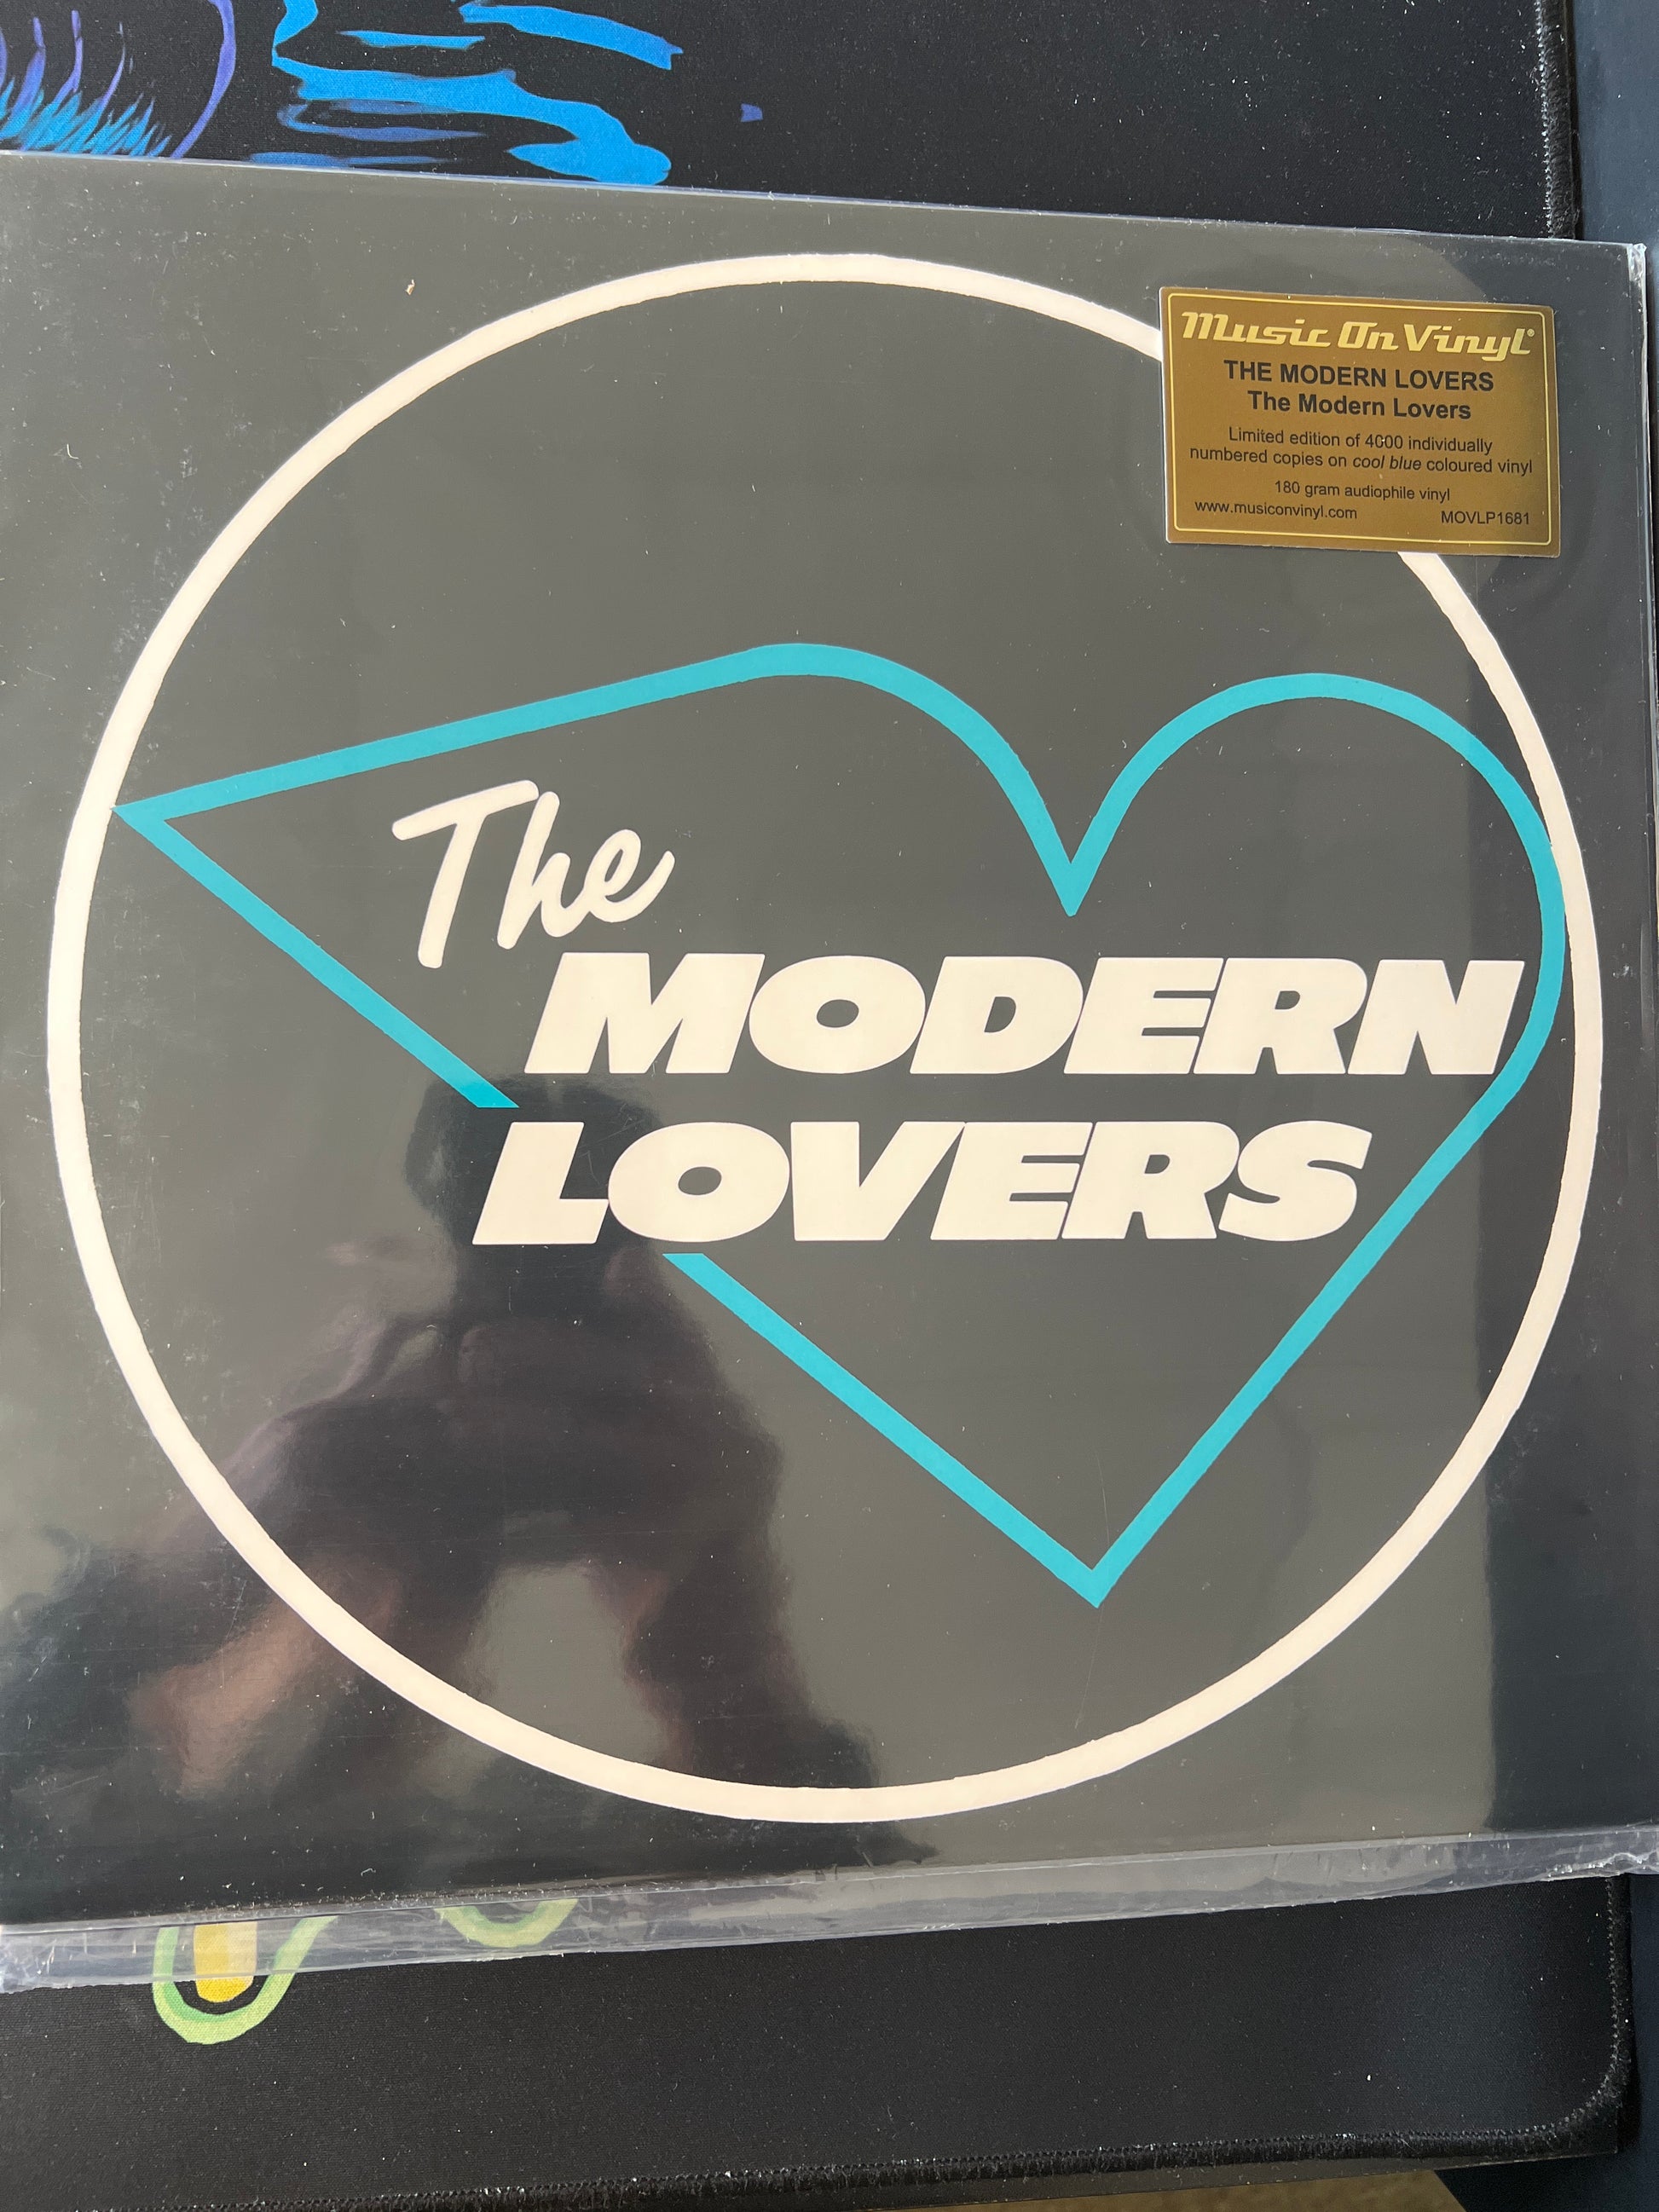 Music On Vinyl®
THE MODERN LOVERS
The Modern Lovers
Limited edition of 4000 individually
numbered copies on cool blue coloured vinyl
180 gram audiophile vinyl
www.musiconvinyl.com MOVLP1681
The
MODERN
LOVERS